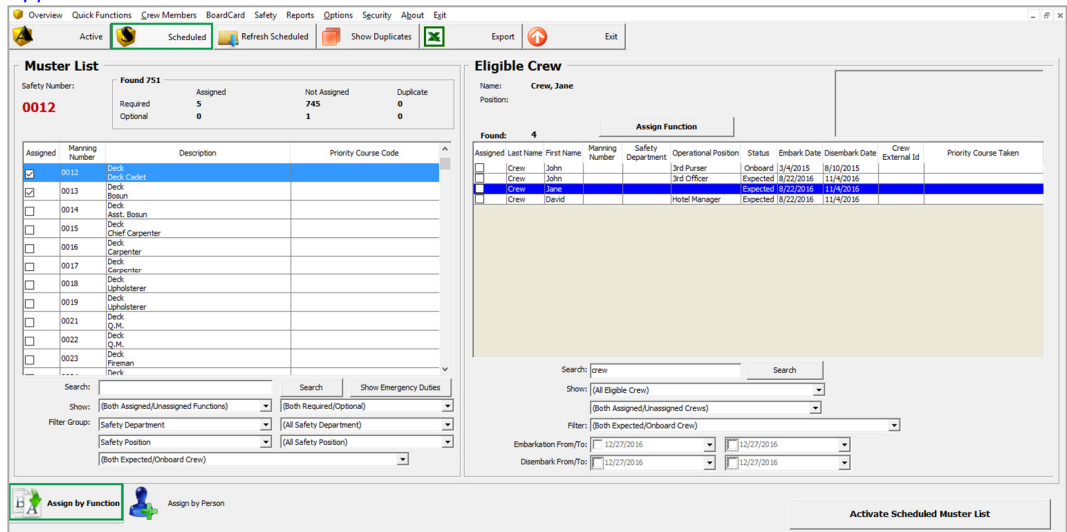 Overview Quick Functions Crew Members BoardCard Safety Reports Options Security About Exit
Active Scheduled Refresh Scheduled Show Duplicates Export Exit
Muster List
Safety Number:
0012
Found 751
Assigned Not Assigned Duplicate
Required 5 745 0
Optional 0 1 0
Assigned Manning Number Description Priority Course Code
0012 Deck
Deck Cadet
0013 Deck
Bosun
0014 Deck
Asst. Bosun
0015 Deck
Chief Carpenter
0016 Deck
Carpenter
0017 Deck
Carpenter
0018 Deck
Upholsterer
0019 Deck
Upholsterer
0021 Deck
Q.M.
0022 Deck
Q.M.
0023 Deck
Fireman
Deck
Search: Search Show Emergency Duties
Show: (Both Assigned/Unassigned Functions) (Both Required/Optional)
Filter Group: Safety Department (All Safety Department)
Safety Position (All Safety Position)
(Both Expected/Onboard Crew)
Eligible Crew
Name: Crew, Jane
Position:
Assign Function
Found: 4
Assigned Last Name First Name Manning Number Safety Department Operational Position Status Embark Date Disembark Date Crew External Id Priority Course Taken
Crew John 3rd Purser Onboard 3/4/2015 8/10/2015
Crew John 3rd Officer Expected 8/22/2016 11/4/2016
Crew Jane Expected 8/22/2016 11/4/2016
Crew David Hotel Manager Expected 8/22/2016 11/4/2016
Search: crew Search
Show: (All Eligible Crew)
(Both Assigned/Unassigned Crews)
Filter: (Both Expected/Onboard Crew)
Embarkation From/To: 12/27/2016 12/27/2016
Disembark From/To: 12/27/2016 12/27/2016
Assign by Function Assign by Person
Activate Scheduled Muster List